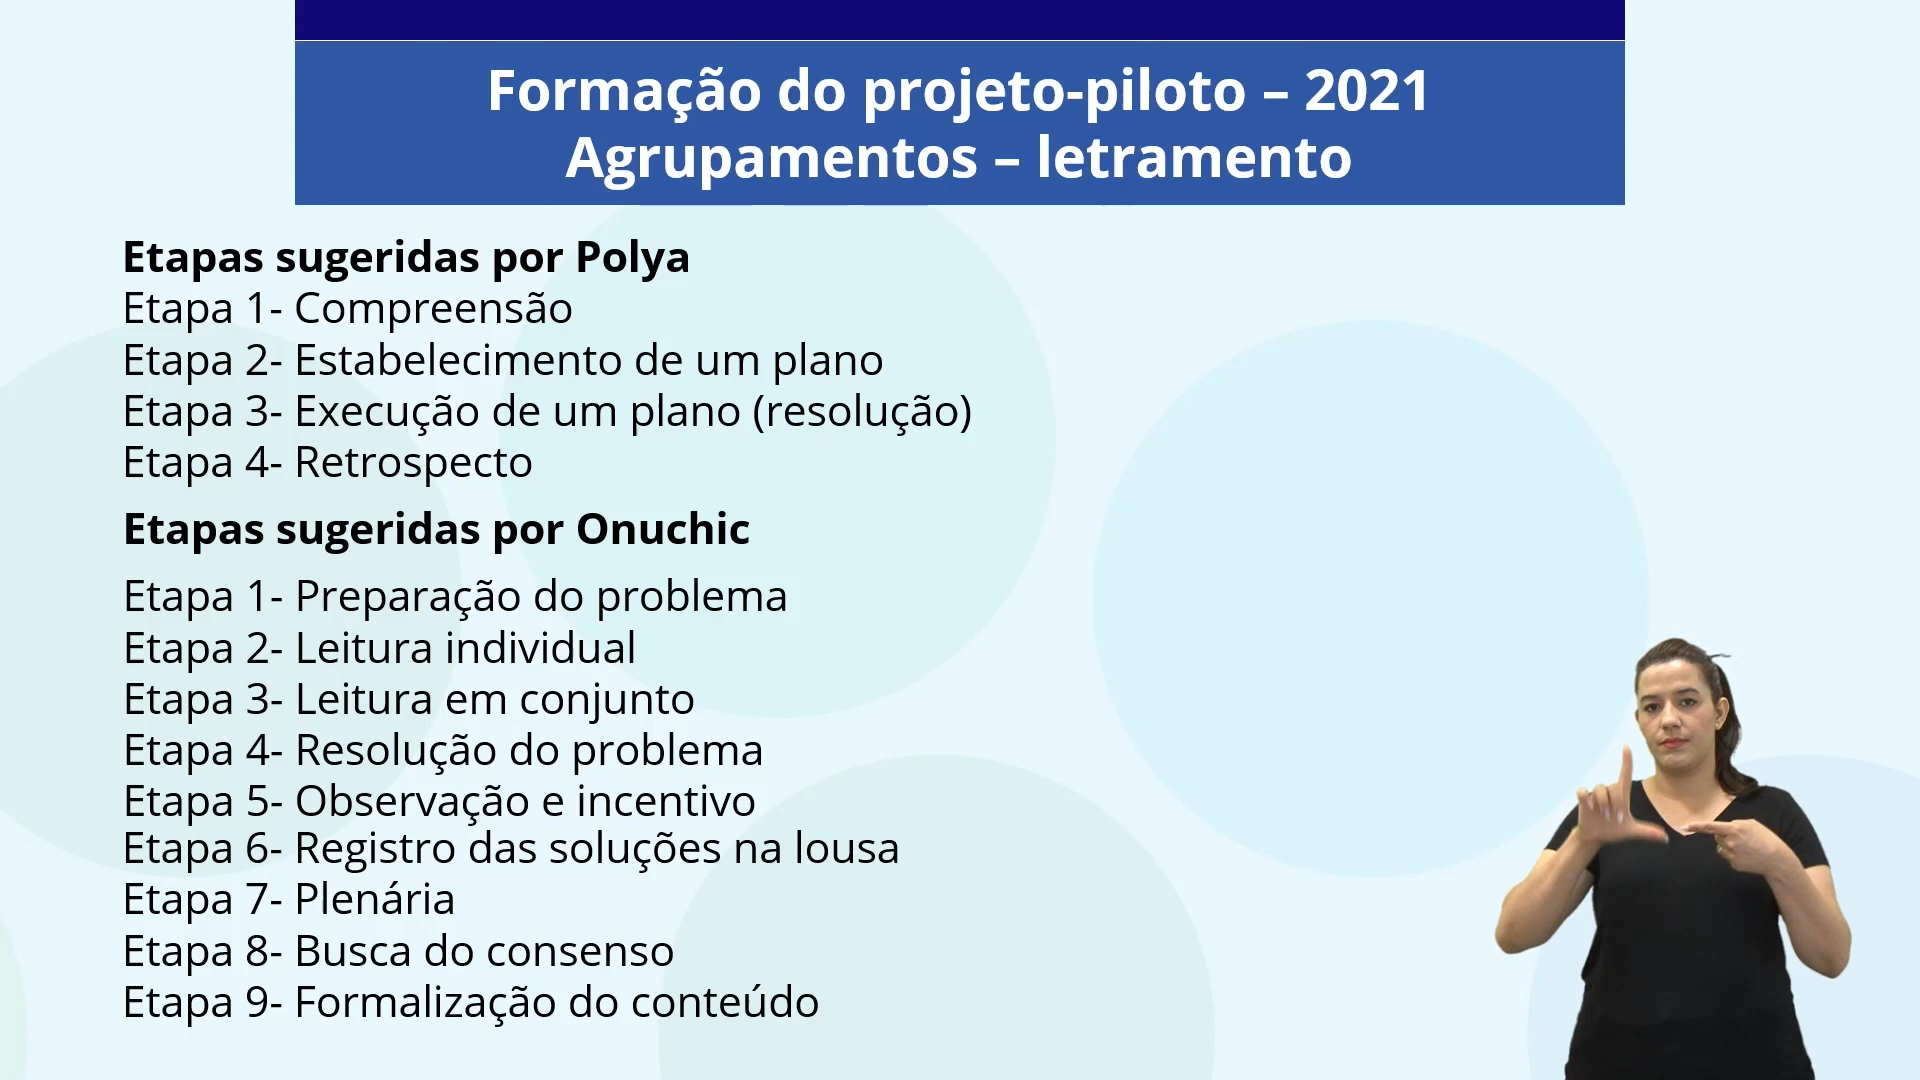 Formação do projeto-piloto – 2021
Agrupamentos – letramento
Etapas sugeridas por Polya
Etapa 1- Compreensão
Etapa 2- Estabelecimento de um plano
Etapa 3- Execução de um plano (resolução)
Etapa 4- Retrospecto
Etapas sugeridas por Onuchic
Etapa 1- Preparação do problema
Etapa 2- Leitura individual
Etapa 3- Leitura em conjunto
Etapa 4- Resolução do problema
Etapa 5- Observação e incentivo
Etapa 6- Registro das soluções na lousa
Etapa 7- Plenária
Etapa 8- Busca do consenso
Etapa 9- Formalização do conteúdo